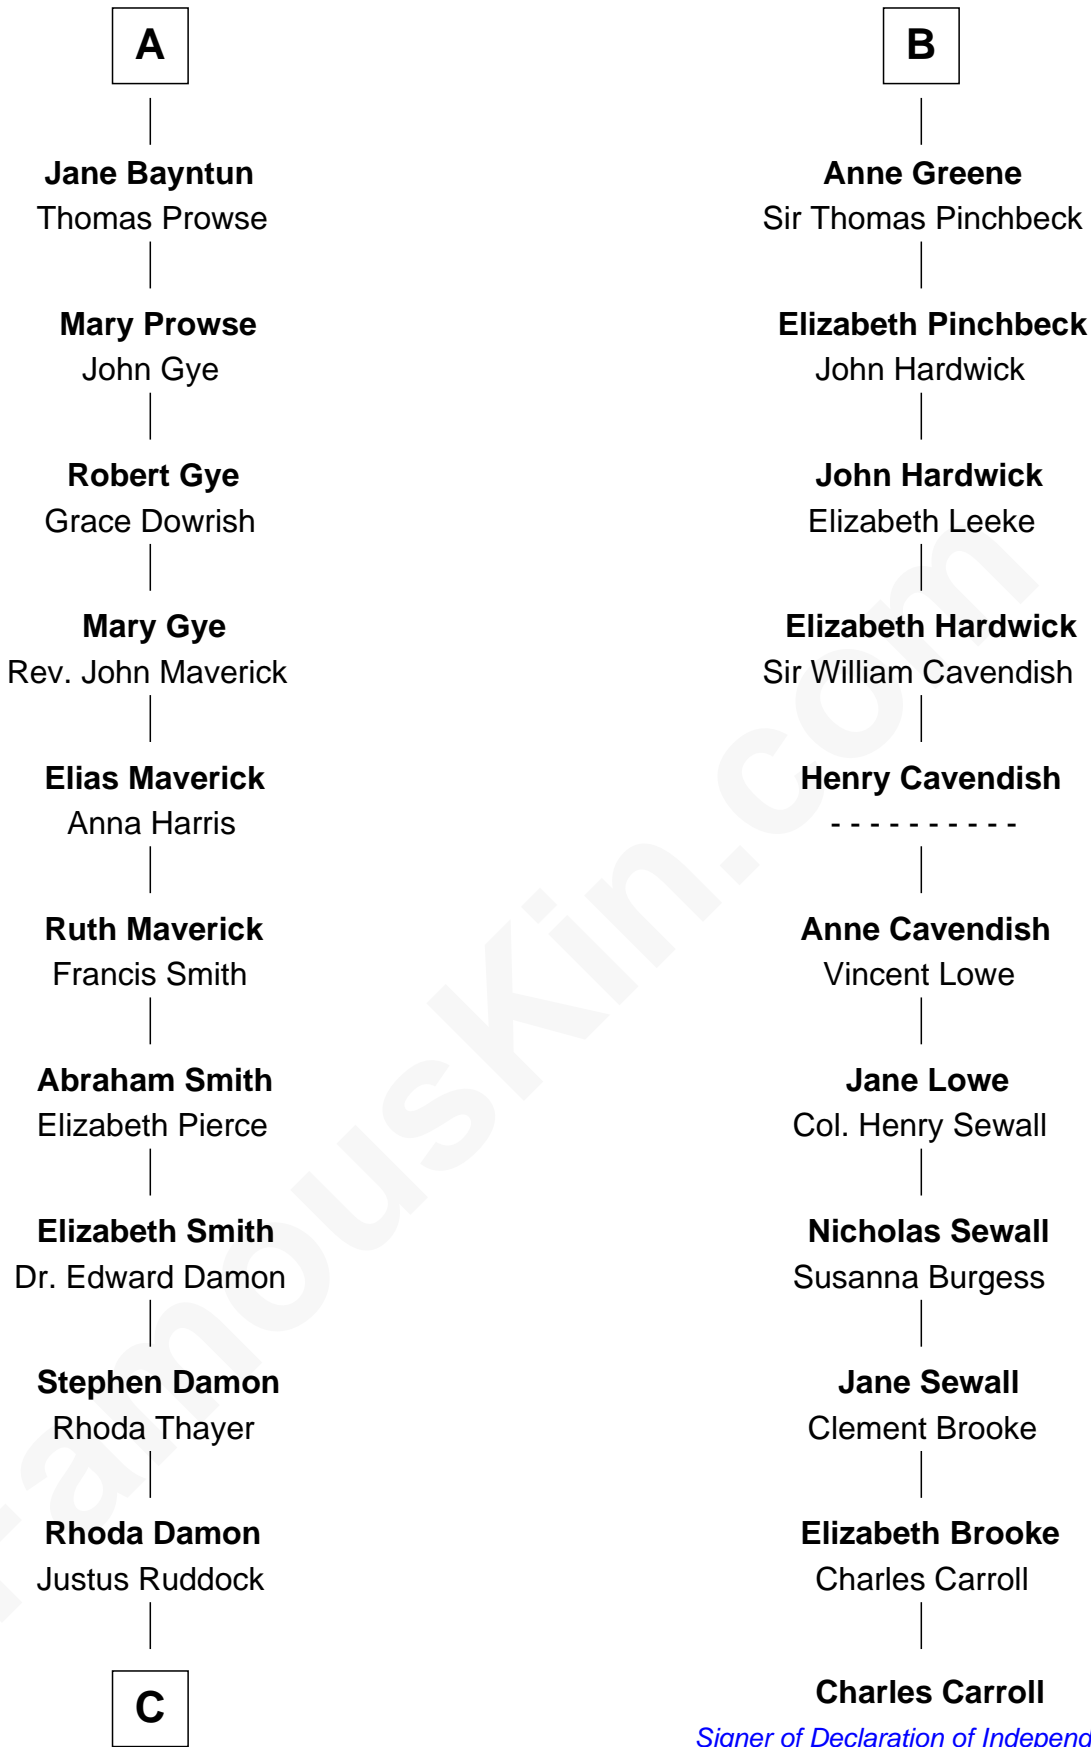 A
Jane Bayntun
Thomas Prowse
Mary Prowse
John Gye
Robert Gye
Grace Dowrish
Mary Gye
Rev. John Maverick
Elias Maverick
Anna Harris
Ruth Maverick
Francis Smith
Abraham Smith
Elizabeth Pierce
Elizabeth Smith
Dr. Edward Damon
Stephen Damon
Rhoda Thayer
Rhoda Damon
Justus Ruddock
C
B
Anne Greene
Sir Thomas Pinchbeck
Elizabeth Pinchbeck
John Hardwick
John Hardwick
Elizabeth Leeke
Elizabeth Hardwick
Sir William Cavendish
Henry Cavendish
- - - - - - - - - -
Anne Cavendish
Vincent Lowe
Jane Lowe
Col. Henry Sewall
Nicholas Sewall
Susanna Burgess
Jane Sewall
Clement Brooke
Elizabeth Brooke
Charles Carroll
Charles Carroll
Signer of Declaration of Independ
FamousKin.com